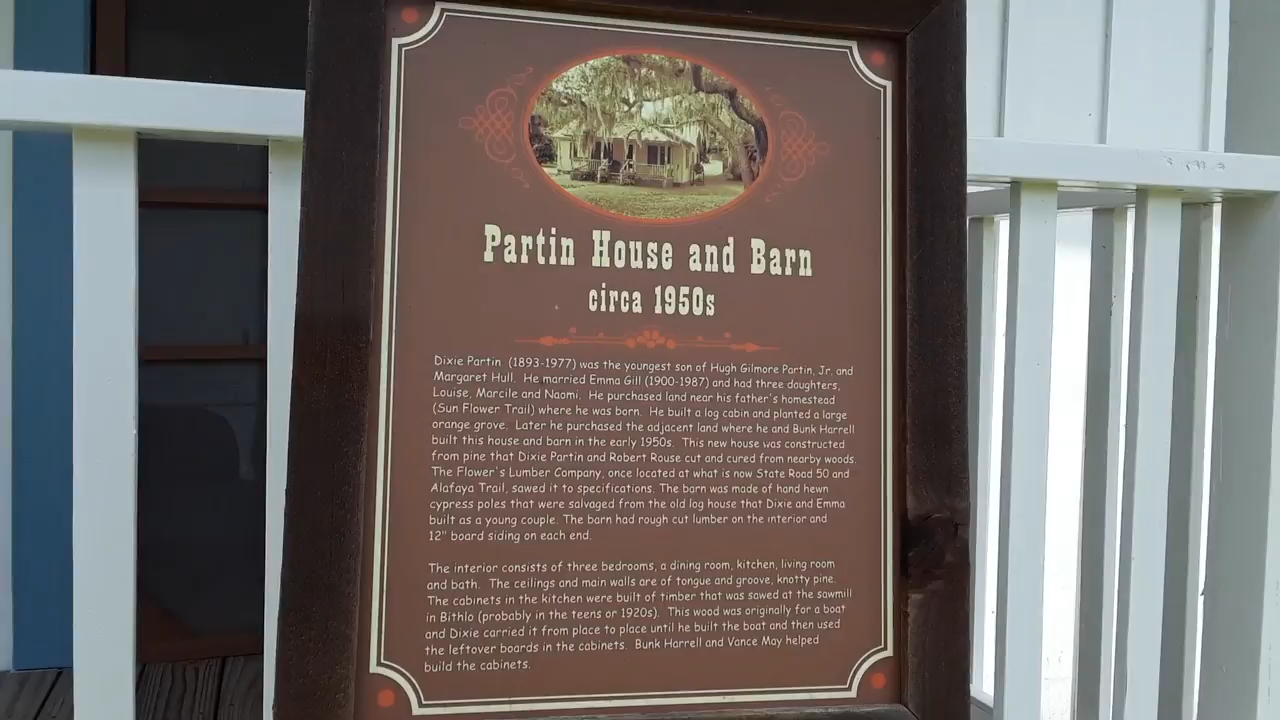 Partin House and Barn
circa 1950s
Dixie Partin (1893-1977) was the youngest son of Hugh Gilmore Partin, Jr. and
Margaret Hull. He married Emma Gill (1900-1987) and had three daughters,
Louise, Marcile and Naomi. He purchased land near his father's homestead
(Sun Flower Trail) where he was born. He built a log cabin and planted a large
orange grove. Later he purchased the adjacent land where he and Bunk Harrell
built this house and barn in the early 1950s. This new house was constructed
from pine that Dixie Partin and Robert Rouse cut and cured from nearby woods.
The Flower's Lumber Company, once located at what is now State Road 50 and
Alafaya Trail, sawed it to specifications. The barn was made of hand hewn
cypress poles that were salvaged from the old log house that Dixie and Emma
built as a young couple. The barn had rough cut lumber on the interior and
12" board siding on each end.
The interior consists of three bedrooms, a dining room, kitchen, living room
and bath. The ceilings and main walls are of tongue and groove, knotty pine.
The cabinets in the kitchen were built of timber that was sawed at the sawmill
in Bithlo (probably in the teens or 1920s). This wood was originally for a boat
and Dixie carried it from place to place until he built the boat and then used
the leftover boards in the cabinets. Bunk Harrell and Vance May helped
build the cabinets.